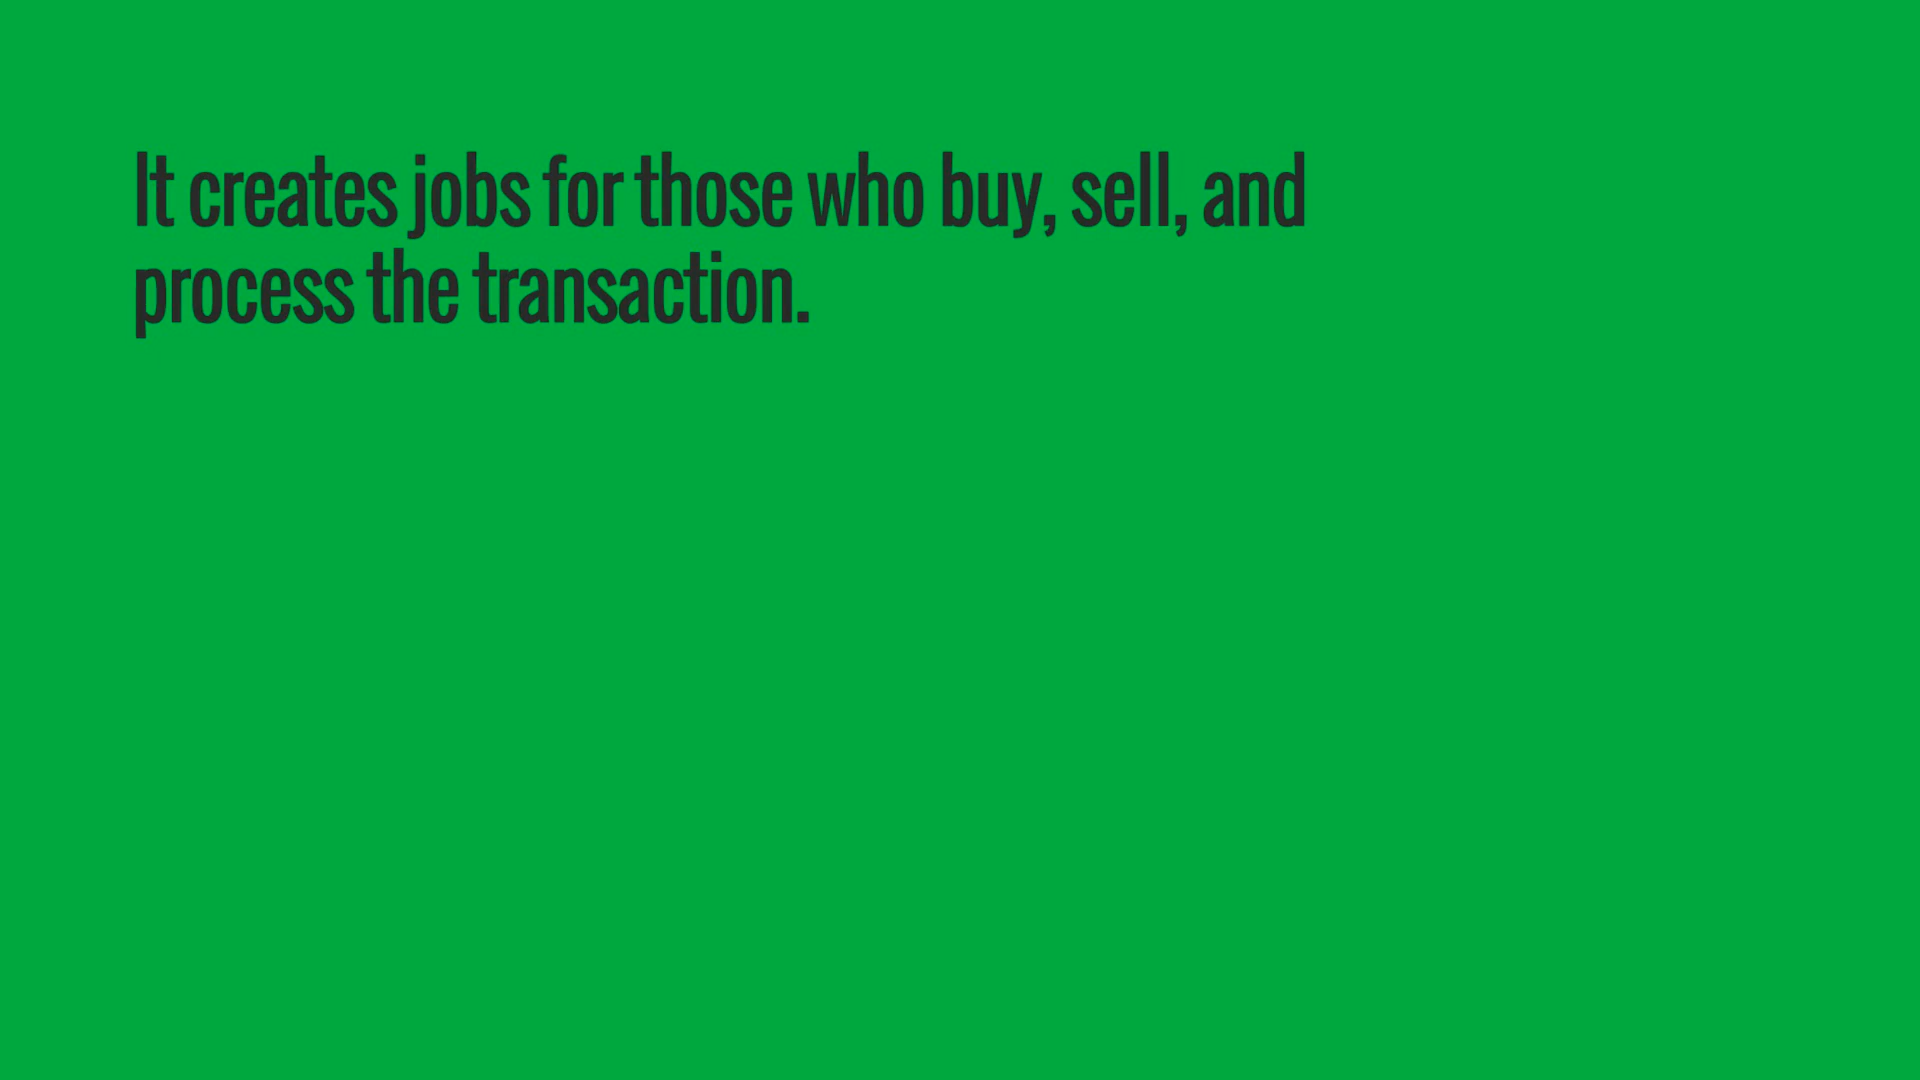 It creates jobs for those who buy, sell, and
process the transaction.